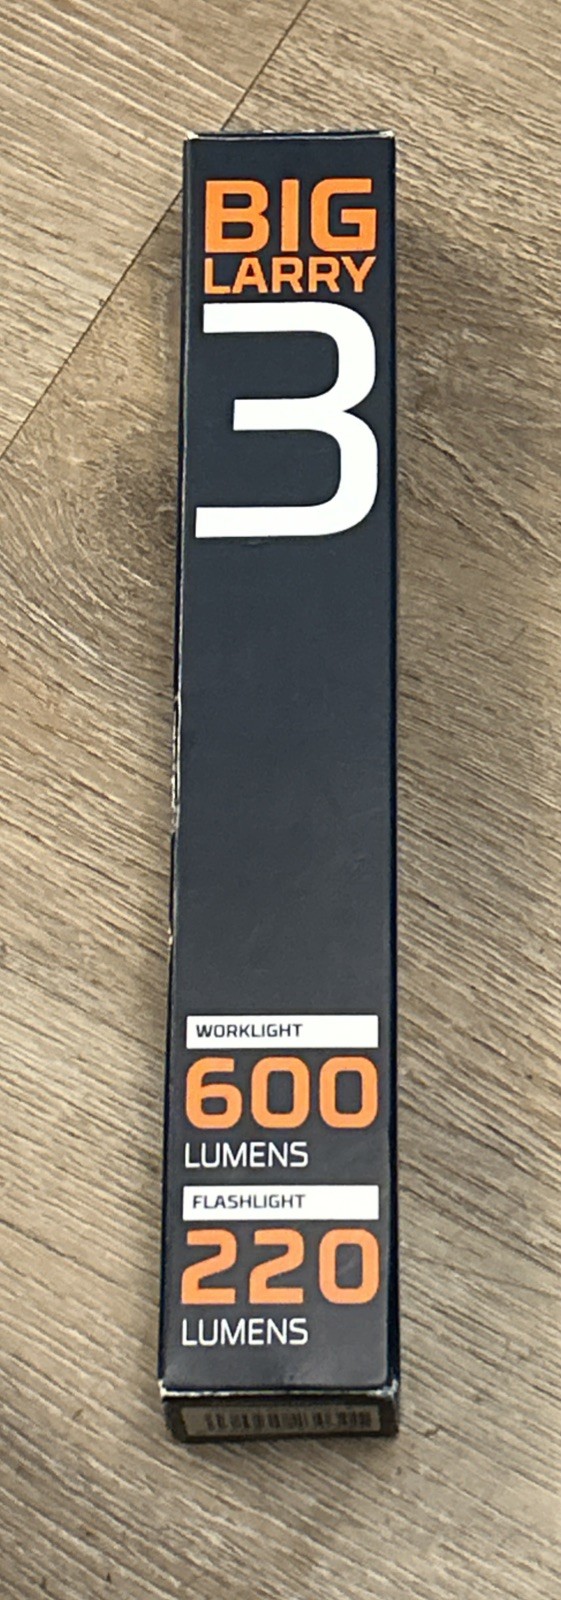 BIG
LARRY
3
WORKLIGHT
600
LUMENS
FLASHLIGHT
220
LUMENS